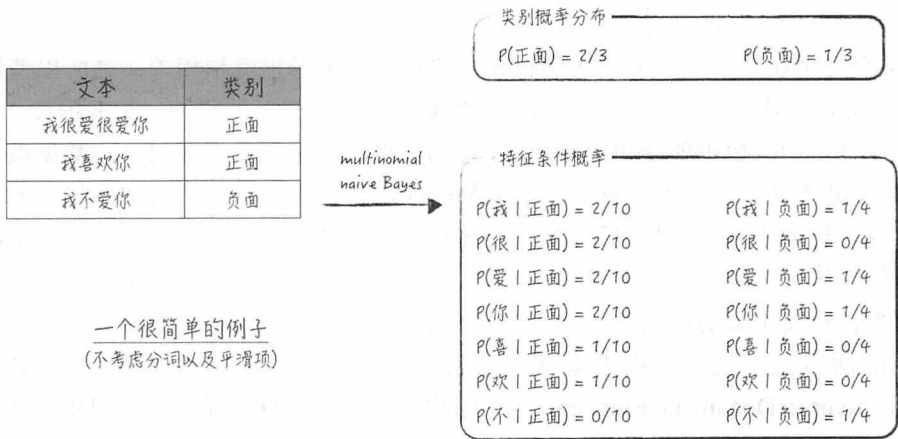 类别概率分布
P(正面) = 2/3 P(负面) = 1/3
文本 类别
我很爱很爱你 正面
我喜欢你 正面
我不爱你 负面
multinomial
naive Bayes
特征条件概率
P(我 | 正面) = 2/10 P(我 | 负面) = 1/4
P(很 | 正面) = 2/10 P(很 | 负面) = 0/4
P(爱 | 正面) = 2/10 P(爱 | 负面) = 1/4
P(你 | 正面) = 2/10 P(你 | 负面) = 1/4
P(喜 | 正面) = 1/10 P(喜 | 负面) = 0/4
P(欢 | 正面) = 1/10 P(欢 | 负面) = 0/4
P(不 | 正面) = 0/10 P(不 | 负面) = 1/4
一个很简单的例子
(不考虑分词以及平滑项)